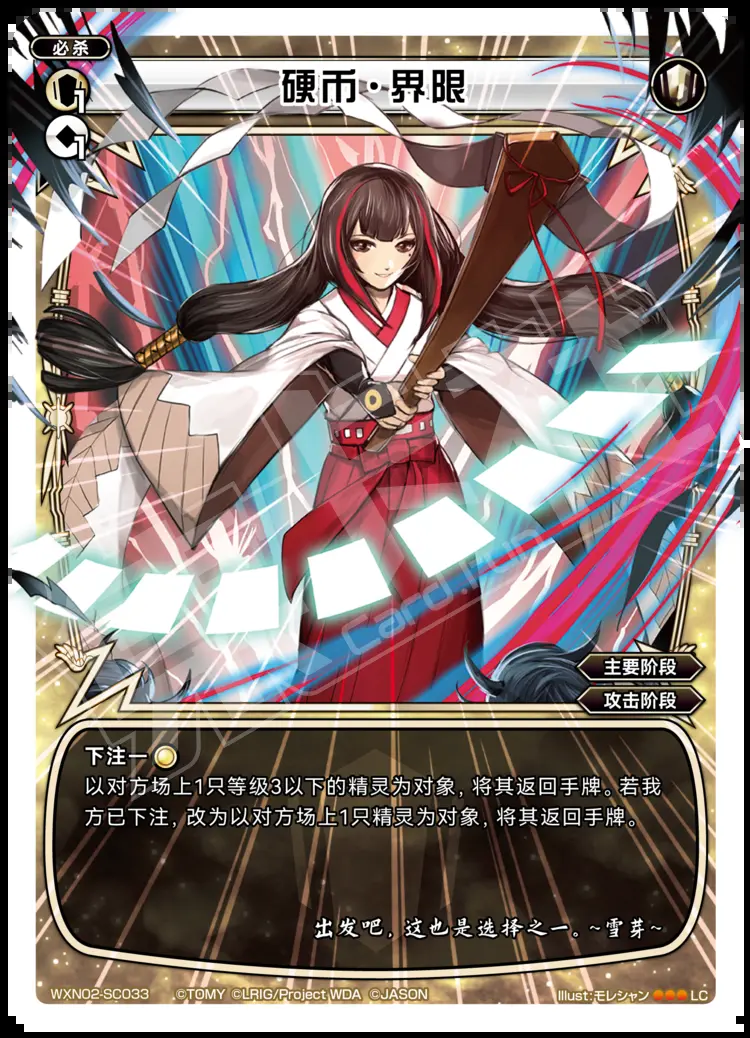 必杀
硬币·界限
1
1
Card.fun
主要阶段
攻击阶段
下注一
以对方场上1只等级3以下的精灵为对象，将其返回手牌。若我
方已下注，改为以对方场上1只精灵为对象，将其返回手牌。
出发吧，这也是选择之一。~雪芽~
WXN02-SC033 ©TOMY ©LRIG/Project WDA ©JASON Illust:モレシャン LC